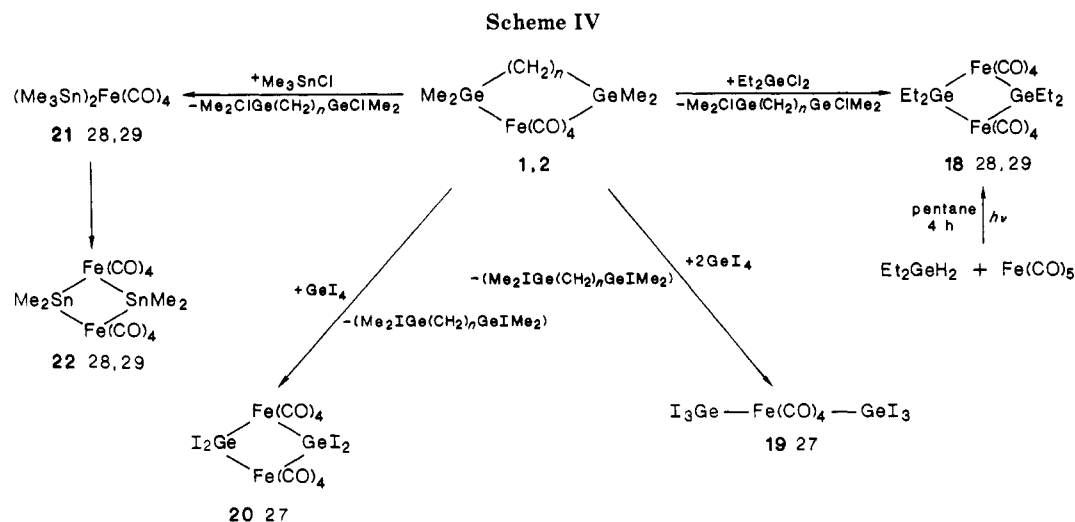 Scheme IV
(Me₃Sn)₂Fe(CO)₄
21 28,29
+Me₃SnCl
-Me₂ClGe(CH₂)ₙGeClMe₂
(CH₂)ₙ
Me₂Ge
GeMe₂
Fe(CO)₄
1,2
+Et₂GeCl₂
-Me₂ClGe(CH₂)ₙGeClMe₂
Fe(CO)₄
Et₂Ge
GeEt₂
Fe(CO)₄
18 28,29
pentane
4 h
hν
Et₂GeH₂ + Fe(CO)₅
Fe(CO)₄
Me₂Sn
SnMe₂
Fe(CO)₄
22 28,29
+GeI₄
-(Me₂IGe(CH₂)ₙGeIMe₂)
+2GeI₄
-(Me₂IGe(CH₂)ₙGeIMe₂)
Fe(CO)₄
I₂Ge
GeI₂
Fe(CO)₄
20 27
I₃Ge—Fe(CO)₄—GeI₃
19 27